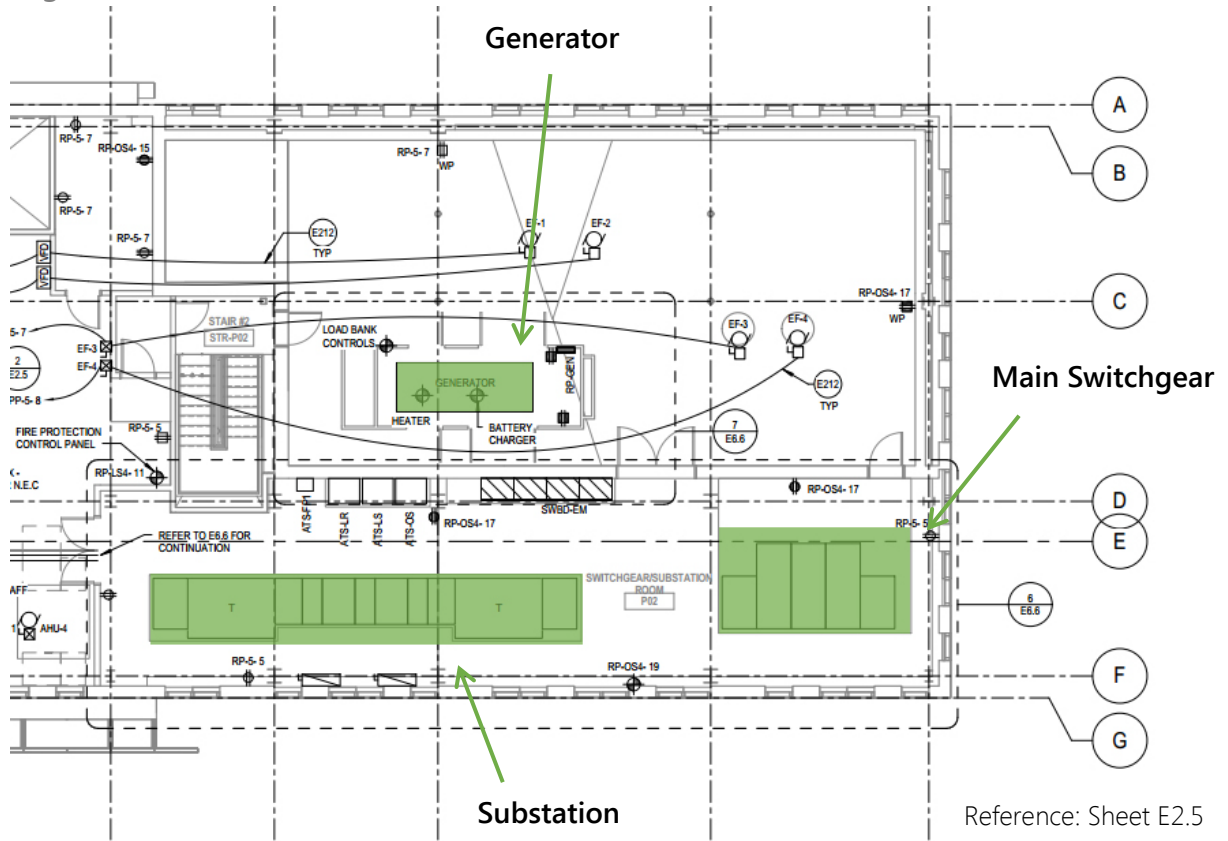 Generator
A
RP-5- 7
RP-OS4- 15
RP-5- 7
WP
B
RP-5- 7
EF-1
EF-2
E212
TYP
RP-5- 7
VFD
VFD
RP-OS4- 17
WP
C
STAIR #2
STR-P02
LOAD BANK
CONTROLS
EF-3
EF-4
5- 7
EF-3
2
E2.5
EF-4
GENERATOR
RP-GEN
Main Switchgear
E212
TYP
PP-5- 8
HEATER
BATTERY
CHARGER
7
E6.6
FIRE PROTECTION
CONTROL PANEL
RP-5- 5
RP-LS4- 11
N.E.C
ATS-FP1
ATS-LR
ATS-LS
ATS-OS
SWBD-EM
RP-OS4- 17
RP-OS4- 17
RP-5- 5
D
E
REFER TO E6.6 FOR
CONTINUATION
SWITCHGEAR/SUBSTATION
ROOM
P02
AFF
T
T
6
E6.6
1
AHU-4
RP-5- 5
RP-OS4- 19
F
G
Substation
Reference: Sheet E2.5